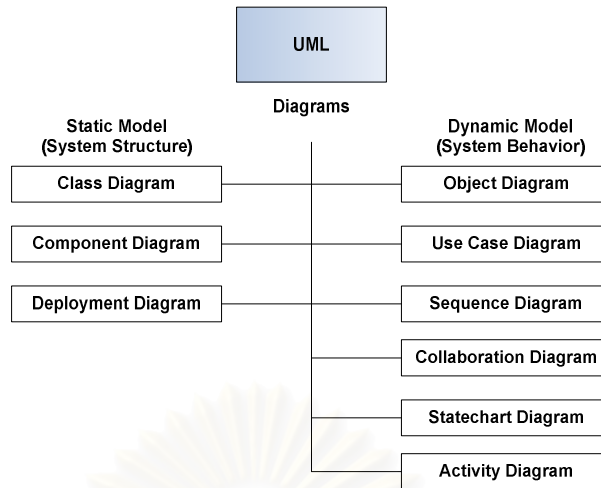 UML
Diagrams
Static Model
(System Structure)
Class Diagram
Component Diagram
Deployment Diagram
Dynamic Model
(System Behavior)
Object Diagram
Use Case Diagram
Sequence Diagram
Collaboration Diagram
Statechart Diagram
Activity Diagram